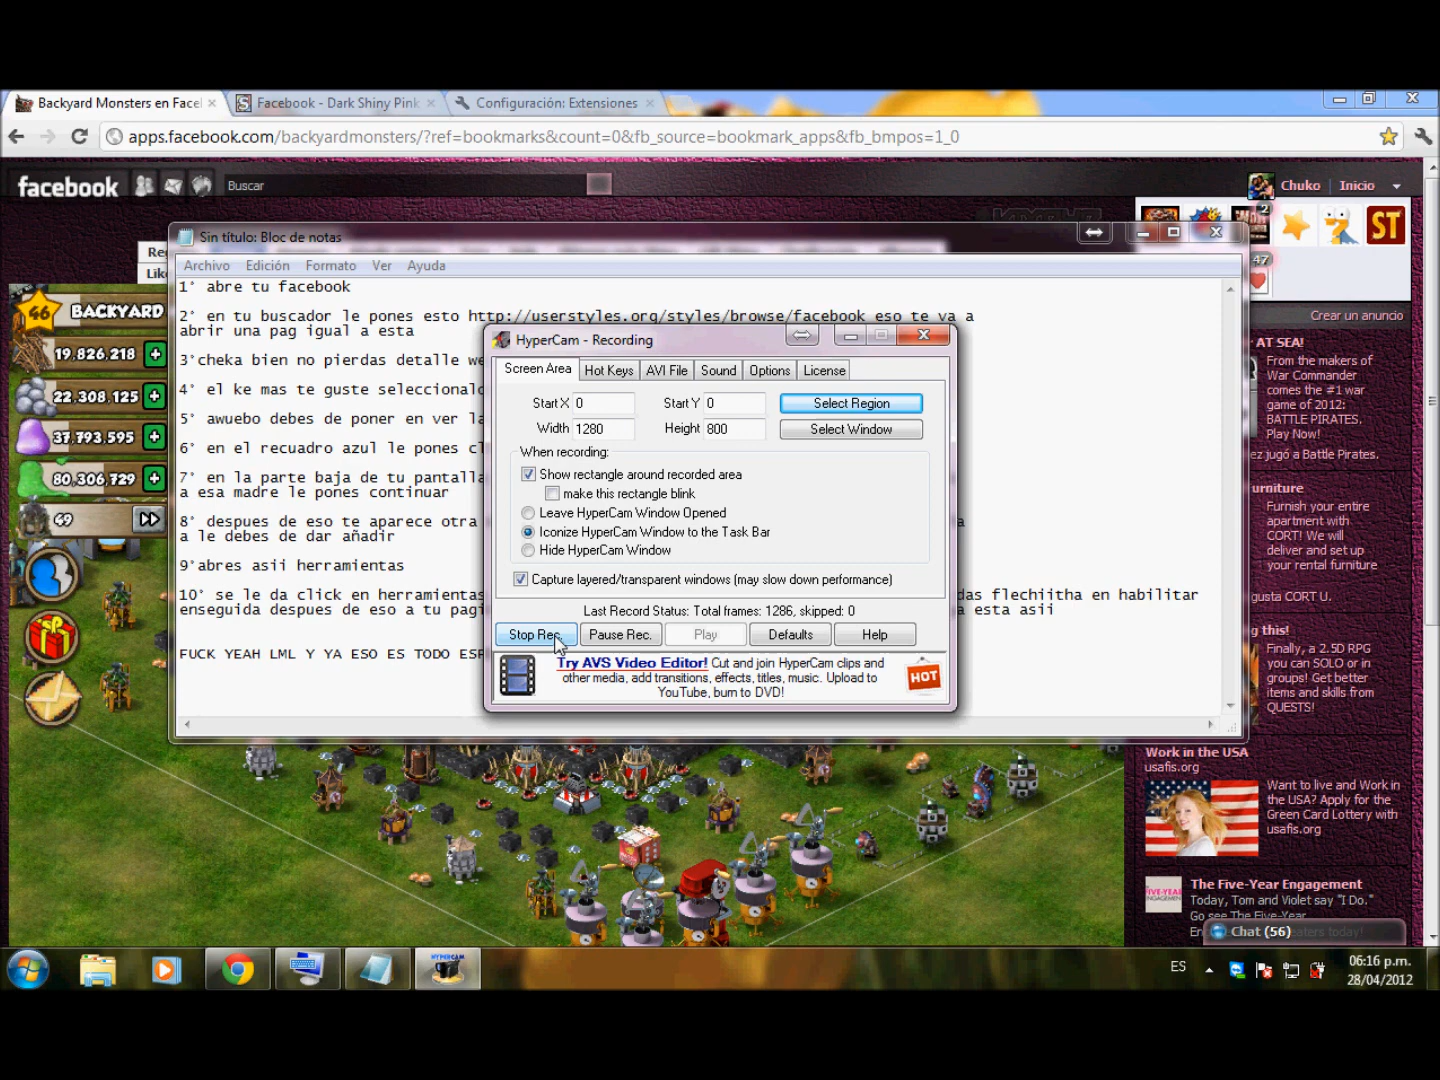 Backyard Monsters en Facel
Facebook - Dark Shiny Pink
Configuración: Extensiones
apps.facebook.com/backyardmonsters/?ref=bookmarks&count=0&fb_source=bookmark_apps&fb_bmpos=1_0
facebook
Buscar
Chuko
Inicio
2
ST
47
Sin título: Bloc de notas
Archivo Edición Formato Ver Ayuda
1° abre tu facebook
2° en tu buscador le pones esto http://userstyles.org/styles/browse/facebook eso te va a
abrir una pag igual a esta
3°cheka bien no pierdas detalle we
4° el ke mas te guste seleccional
5° awuebo debes de poner en ver la
6° en el recuadro azul le pones cl
7° en la parte baja de tu pantalla
a esa madre le pones continuar
8° despues de eso te aparece otra
a le debes de dar añadir
9°abres asii herramientas
10° se le da click en herramientas das flechiitha en habilitar
enseguida despues de eso a tu pagi a esta asii
FUCK YEAH LML Y YA ESO ES TODO ESP
46 BACKYARD
19,826,218
22,308,125
37,793,595
80,306,729
69
HyperCam - Recording
Screen Area Hot Keys AVI File Sound Options License
Start X 0 Start Y 0 Select Region
Width 1280 Height 800 Select Window
When recording:
Show rectangle around recorded area
make this rectangle blink
Leave HyperCam Window Opened
Iconize HyperCam Window to the Task Bar
Hide HyperCam Window
Capture layered/transparent windows (may slow down performance)
Last Record Status: Total frames: 1286, skipped: 0
Stop Rec. Pause Rec. Play Defaults Help
Try AVS Video Editor! Cut and join HyperCam clips and
other media, add transitions, effects, titles, music. Upload to
YouTube, burn to DVD!
HOT
Crear un anuncio
AT SEA!
From the makers of
War Commander
comes the #1 war
game of 2012:
BATTLE PIRATES.
Play Now!
ez jugó a Battle Pirates.
urniture
Furnish your entire
apartment with
CORT! We will
deliver and set up
your rental furniture
gusta CORT U.
g this!
Finally, a 2.5D RPG
you can SOLO or in
groups! Get better
items and skills from
QUESTS!
Work in the USA
usafis.org
Want to live and Work in
the USA? Apply for the
Green Card Lottery with
usafis.org
The Five-Year Engagement
Today, Tom and Violet say "I Do."
Go see The Five-Year
Chat (56)
HYPERCAM
ES
06:16 p.m.
28/04/2012